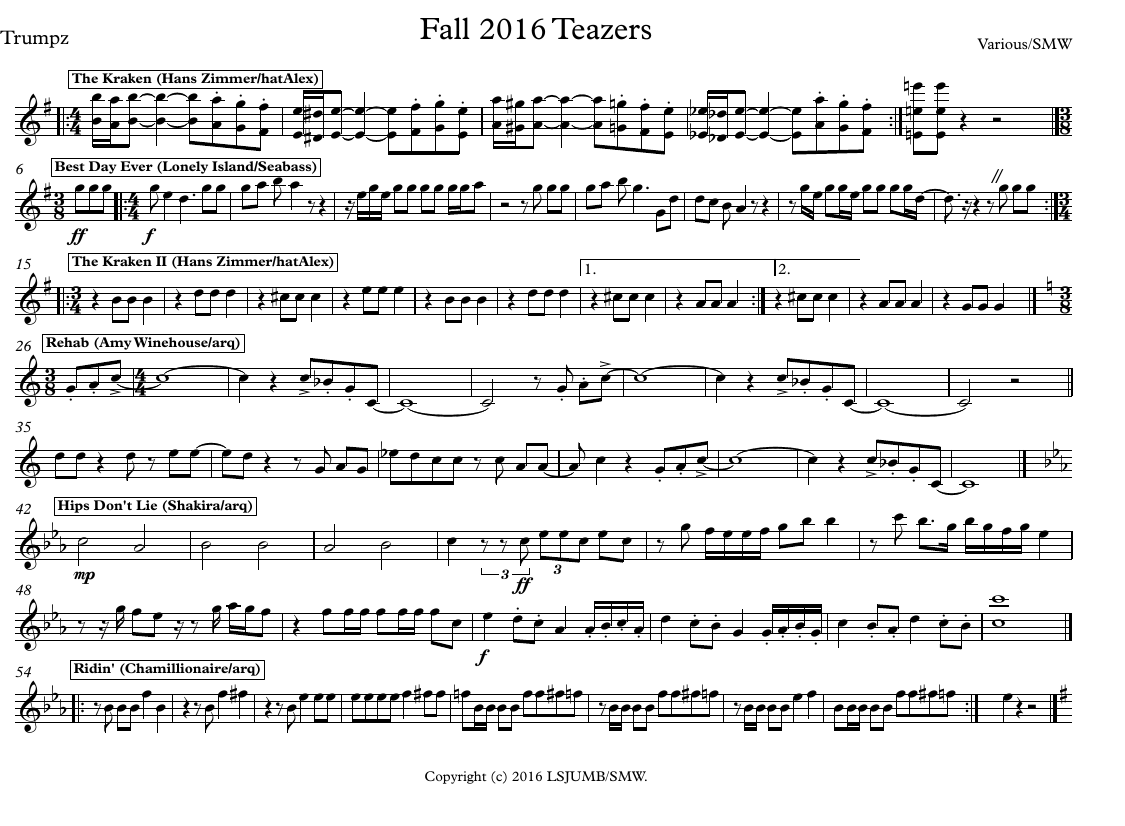 Fall 2016 Teazers
Trumpz
Various/SMW
The Kraken (Hans Zimmer/hatAlex)
6
Best Day Ever (Lonely Island/Seabass)
ff f
15
The Kraken II (Hans Zimmer/hatAlex)
1. 2.
26
Rehab (Amy Winehouse/arq)
35
42
Hips Don't Lie (Shakira/arq)
mp 3 ff 3
48
f
54
Ridin' (Chamillionaire/arq)
Copyright (c) 2016 LSJUMB/SMW.